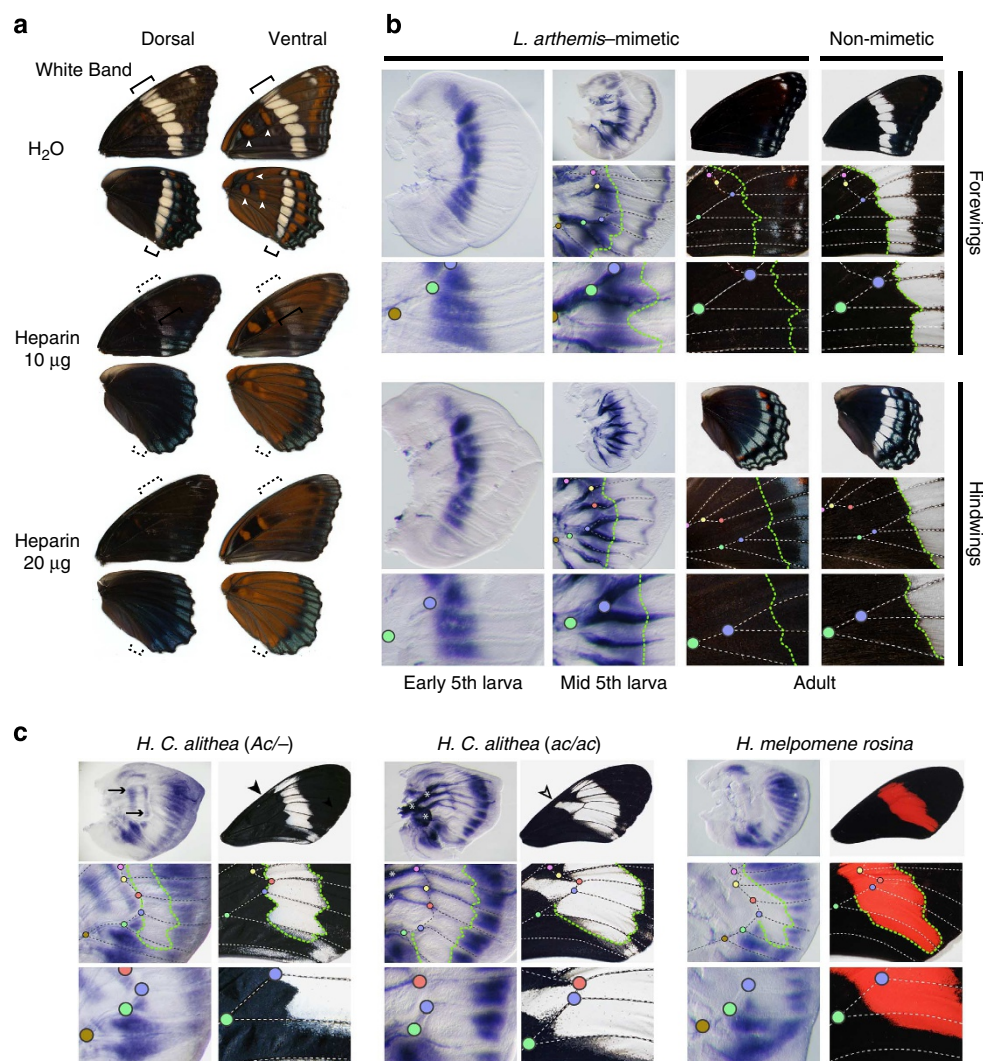 a
Dorsal Ventral
White Band
H₂O
Heparin
10 µg
Heparin
20 µg
b
L. arthemis–mimetic Non-mimetic
Forewings
Hindwings
Early 5th larva Mid 5th larva Adult
c
H. C. alithea (Ac/–) H. C. alithea (ac/ac) H. melpomene rosina